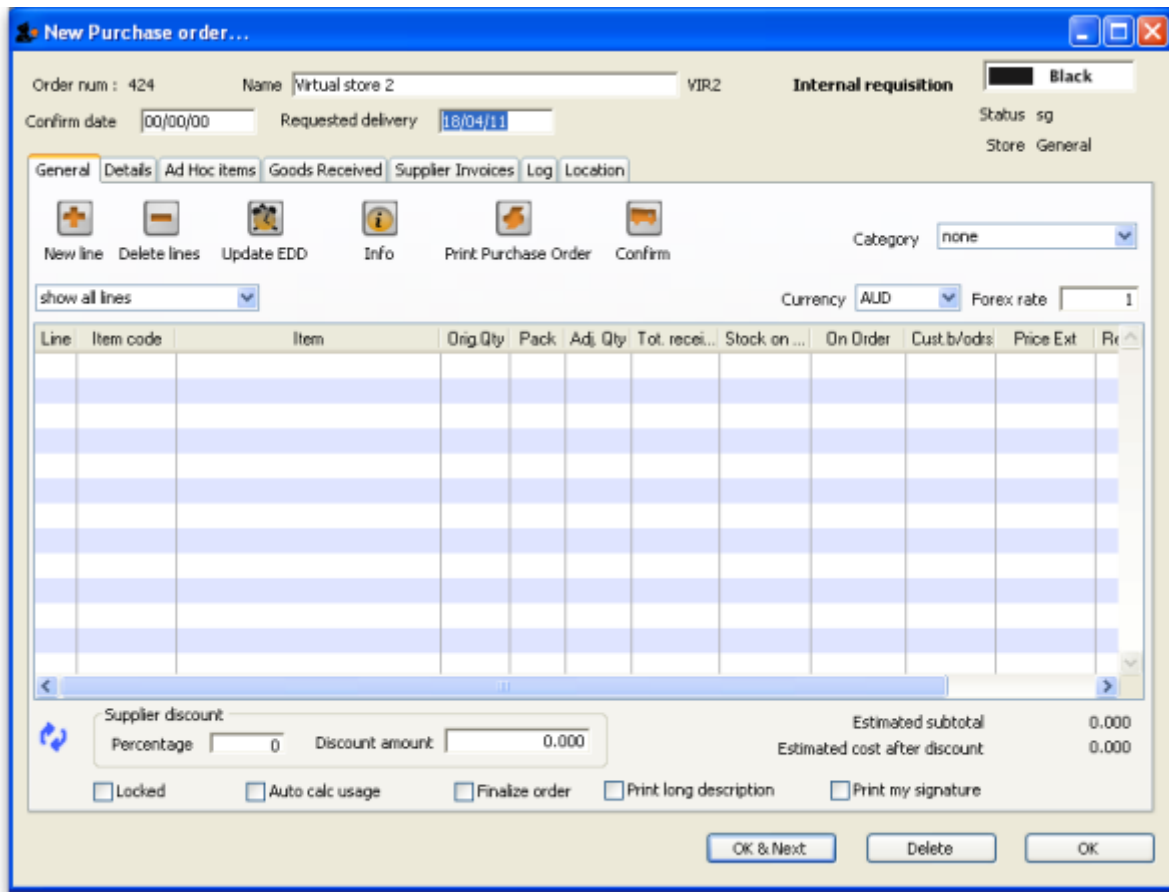 New Purchase order...
Order num : 424 Name Virtual store 2 VIR2 Internal requisition Black
Confirm date 00/00/00 Requested delivery 18/04/11 Status sg
Store General
General Details Ad Hoc items Goods Received Supplier Invoices Log Location
New line Delete lines Update EDD Info Print Purchase Order Confirm Category none
show all lines Currency AUD Forex rate 1
Line Item code Item Orig.Qty Pack Adj. Qty Tot. recei... Stock on ... On Order Cust.b/odrs Price Ext Re
Supplier discount Estimated subtotal 0.000
Percentage 0 Discount amount 0.000 Estimated cost after discount 0.000
Locked Auto calc usage Finalize order Print long description Print my signature
OK & Next Delete OK